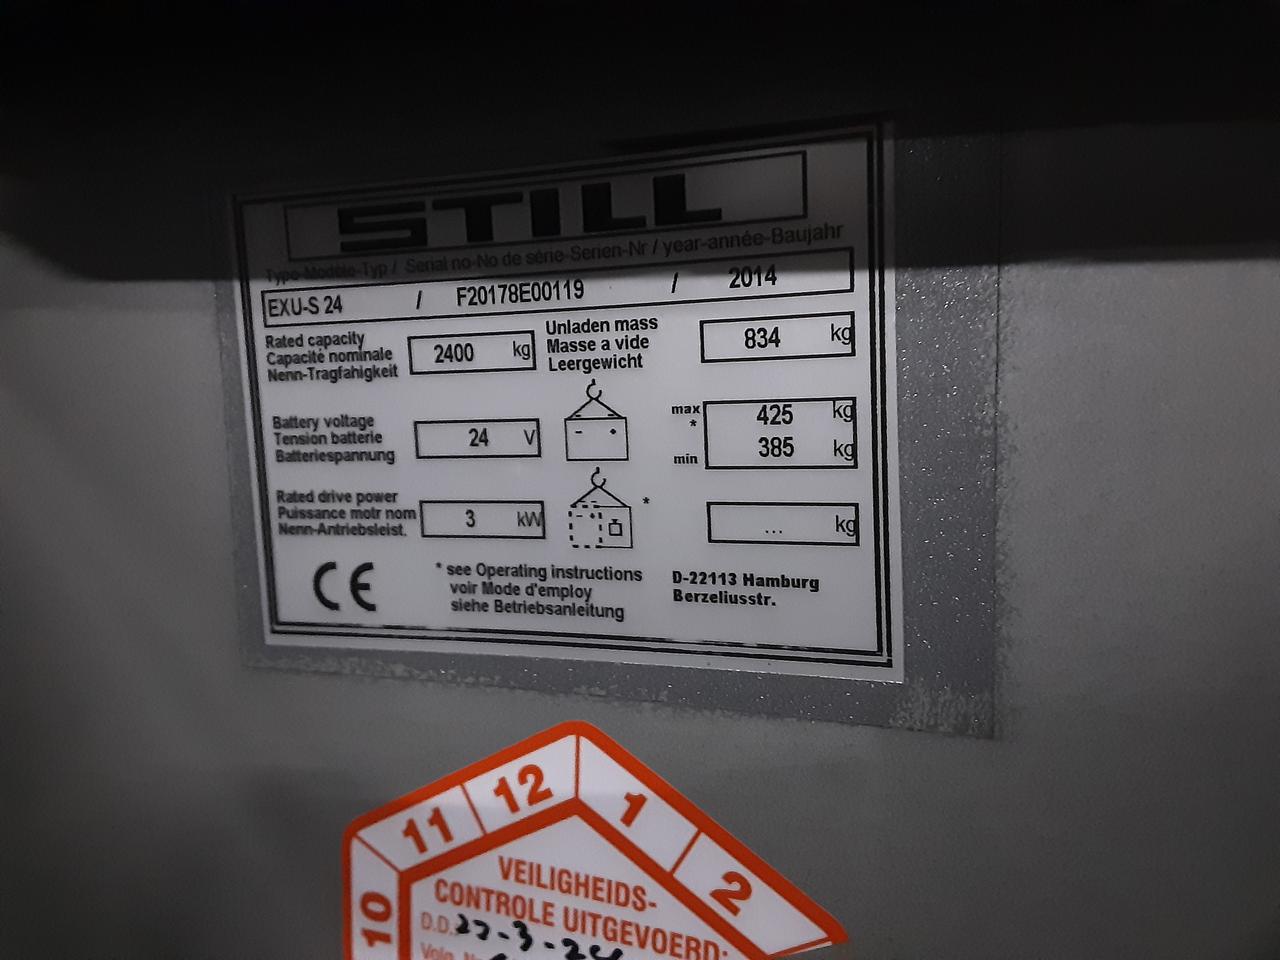 STILL
Type-Modèle-Typ / Serial no-No de série-Serien-Nr / year-année-Baujahr
EXU-S 24 / F20178E00119 / 2014
Rated capacity
Capacité nominale
Nenn-Tragfahigkeit
2400 kg
Unladen mass
Masse a vide
Leergewicht
834 kg
Battery voltage
Tension batterie
Batteriespannung
24 V
max
*
min
425 kg
385 kg
Rated drive power
Puissance motr nom
Nenn-Antriebsleist.
3 kW
*
... kg
CE
* see Operating instructions
voir Mode d'employ
siehe Betriebsanleitung
D-22113 Hamburg
Berzeliusstr.
10 11 12 1 2
VEILIGHEIDS-
CONTROLE UITGEVOERD:
D.D.